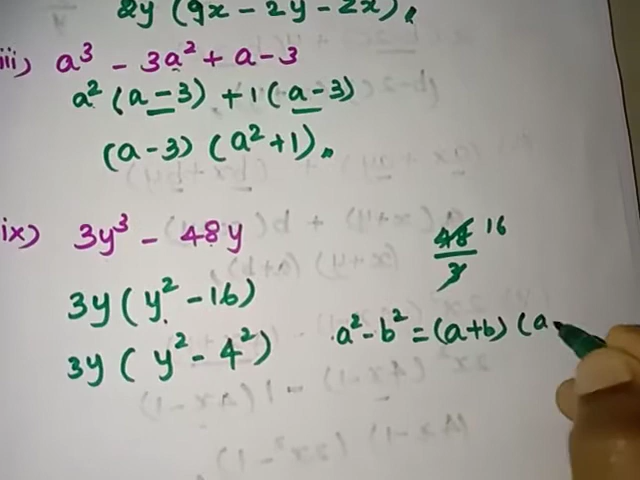 2y (9x - 2y - 2x).
iii) a³ - 3a² + a - 3
a² (a - 3) + 1 (a - 3)
(a - 3) (a² + 1).
ix) 3y³ - 48y
48/3 16
3y ( y² - 16)
3y ( y² - 4²)
a² - b² = (a+b) (a